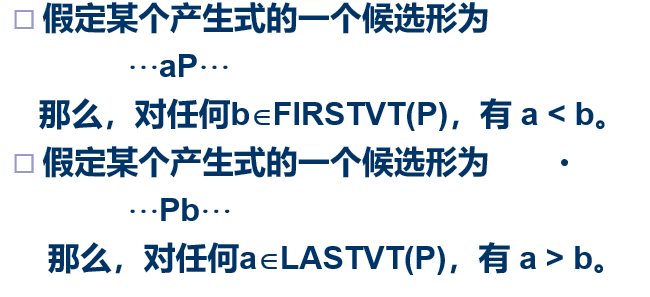 □ 假定某个产生式的一个候选形为
…aP…
那么，对任何b∈FIRSTVT(P)，有 a < b。
□ 假定某个产生式的一个候选形为 ·
…Pb…
那么，对任何a∈LASTVT(P)，有 a > b。